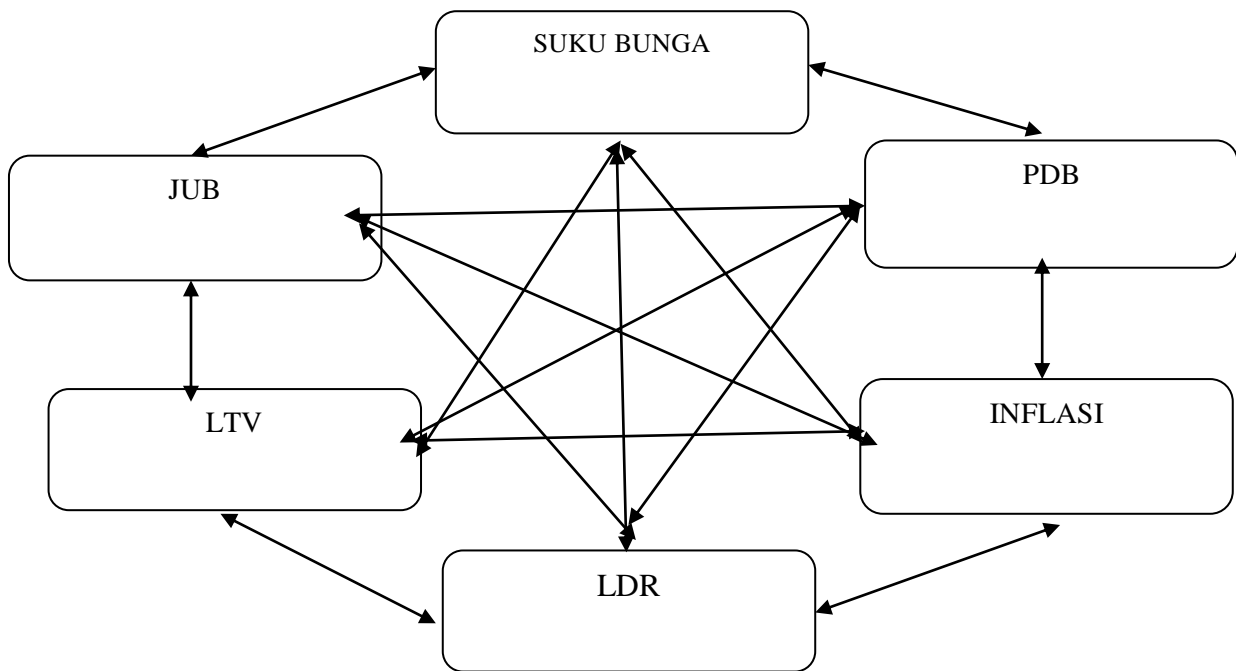 SUKU BUNGA
JUB
PDB
LTV
INFLASI
LDR